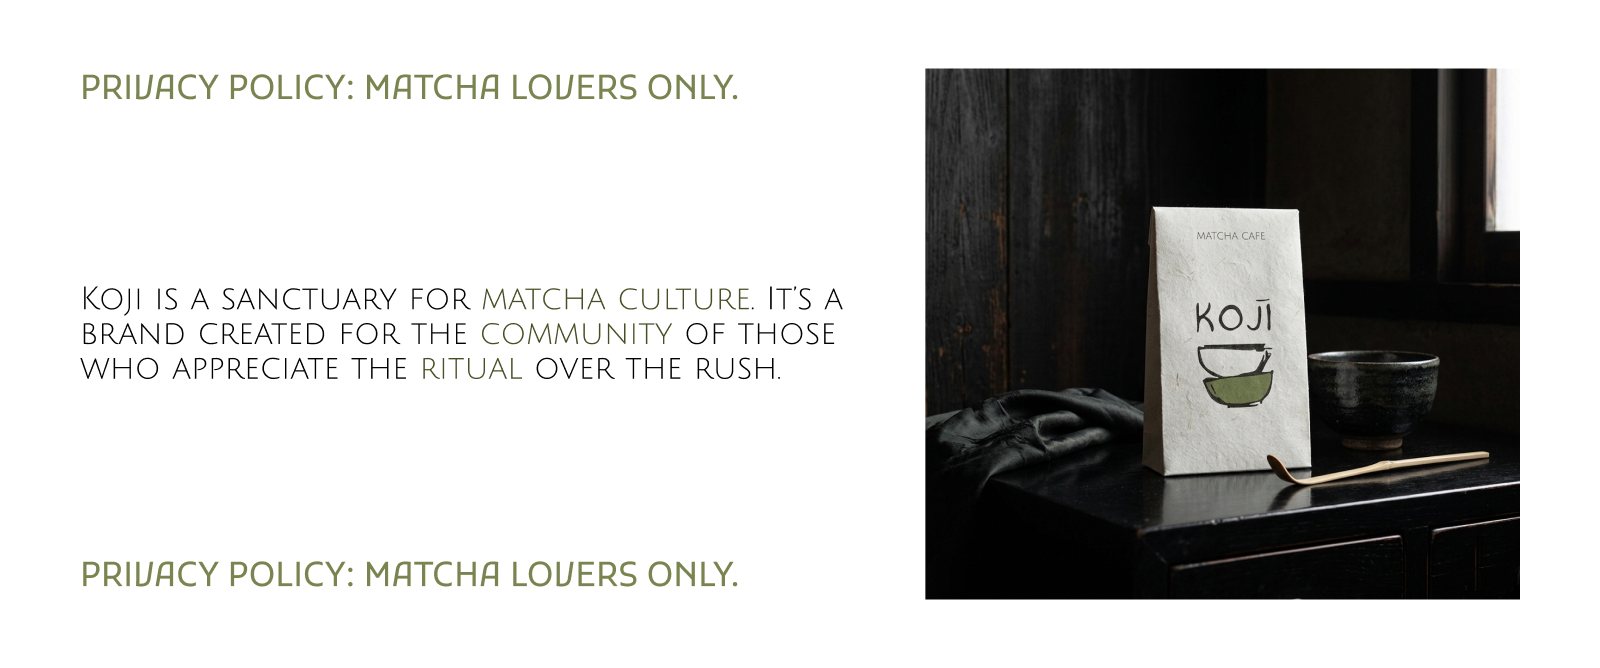 PRIVACY POLICY: MATCHA LOVERS ONLY.
KOJI IS A SANCTUARY FOR MATCHA CULTURE. IT'S A
BRAND CREATED FOR THE COMMUNITY OF THOSE
WHO APPRECIATE THE RITUAL OVER THE RUSH.
PRIVACY POLICY: MATCHA LOVERS ONLY.
MATCHA CAFE
KOJī